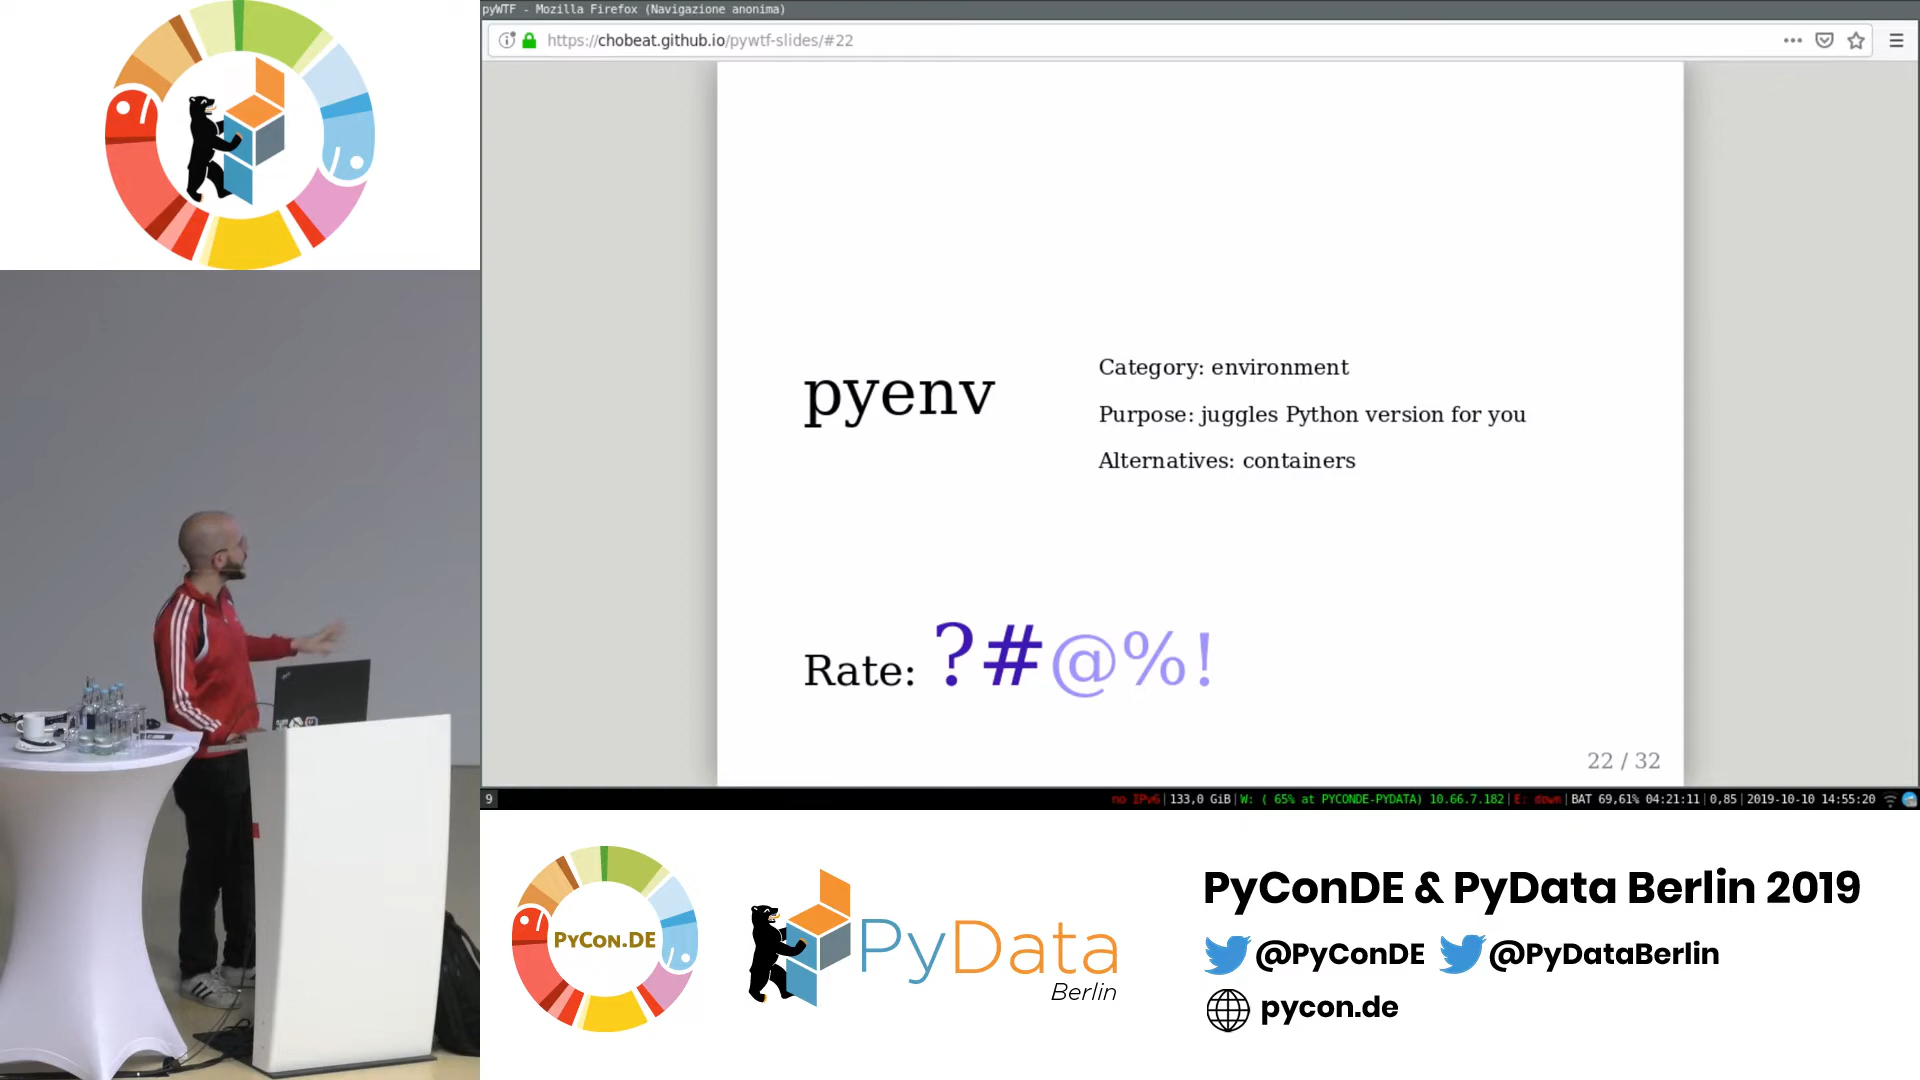 pyWTF - Mozilla Firefox (Navigazione anonima)
https://chobeat.github.io/pywtf-slides/#22
pyenv
Category: environment
Purpose: juggles Python version for you
Alternatives: containers
Rate: ?#@%!
22 / 32
9
no IPv6|133,0 GiB|W: ( 65% at PYCONDE-PYDATA) 10.66.7.182|E: down|BAT 69,61% 04:21:11|0,85|2019-10-10 14:55:20
PyCon.DE
PyData
Berlin
PyConDE & PyData Berlin 2019
@PyConDE @PyDataBerlin
pycon.de